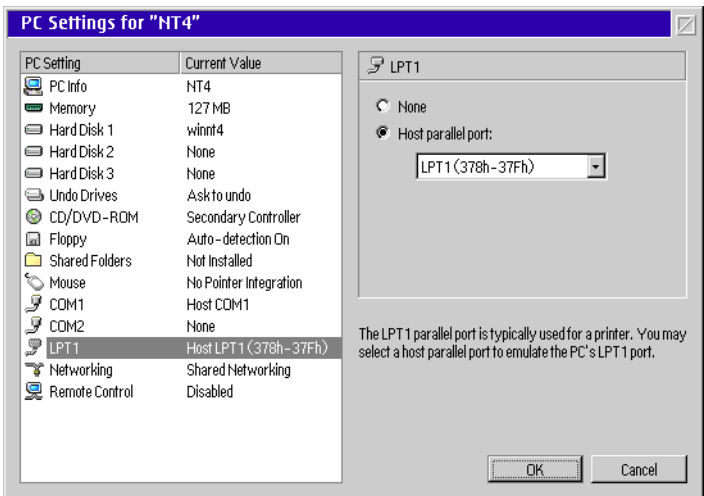 PC Settings for "NT4"
PC Setting Current Value
PC Info NT4
Memory 127 MB
Hard Disk 1 winnt4
Hard Disk 2 None
Hard Disk 3 None
Undo Drives Ask to undo
CD/DVD-ROM Secondary Controller
Floppy Auto-detection On
Shared Folders Not Installed
Mouse No Pointer Integration
COM1 Host COM1
COM2 None
LPT1 Host LPT1 (378h-37Fh)
Networking Shared Networking
Remote Control Disabled
LPT1
None
Host parallel port:
LPT1 (378h-37Fh)
The LPT1 parallel port is typically used for a printer. You may
select a host parallel port to emulate the PC's LPT1 port.
OK Cancel